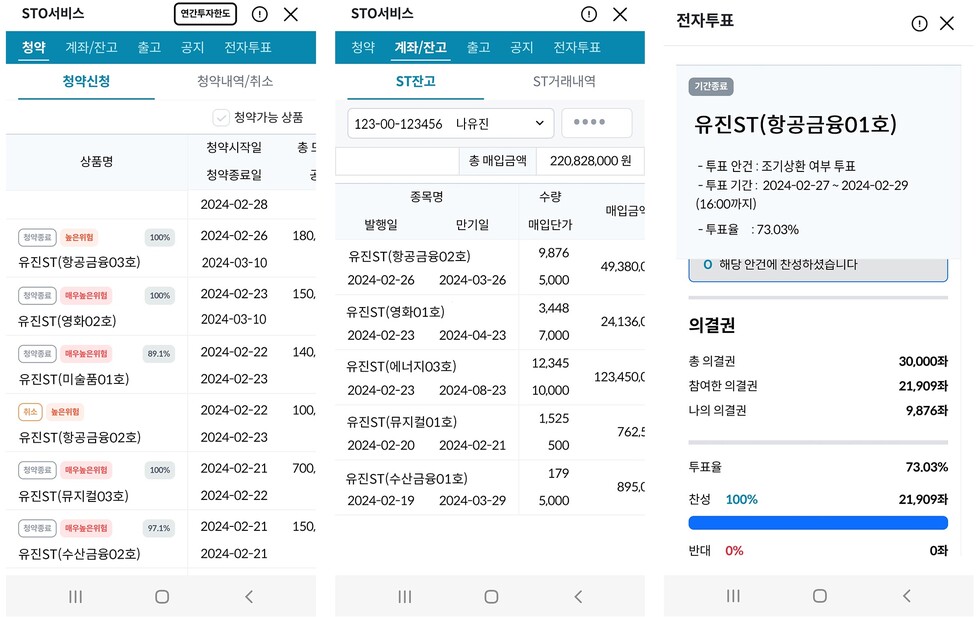 STO서비스
연간투자한도
청약 계좌/잔고 출고 공지 전자투표
청약신청 청약내역/취소
청약가능 상품
상품명
청약시작일
총 모
청약종료일
2024-02-28
청약종료 높은위험 100%
2024-02-26 180,
유진ST(항공금융03호) 2024-03-10
청약종료 매우높은위험 100%
2024-02-23 150,
유진ST(영화02호) 2024-03-10
청약종료 매우높은위험 89.1%
2024-02-22 140,
유진ST(미술품01호) 2024-02-23
취소 높은위험
2024-02-22 100,
유진ST(항공금융02호) 2024-02-23
청약종료 매우높은위험 100%
2024-02-21 700,
유진ST(뮤지컬03호) 2024-02-22
청약종료 매우높은위험 97.1%
2024-02-21 150,
유진ST(수산금융02호) 2024-02-21
STO서비스
청약 계좌/잔고 출고 공지 전자투표
ST잔고 ST거래내역
123-00-123456 나유진
총 매입금액 220,828,000 원
종목명 수량
매입금액
발행일 만기일 매입단가
유진ST(항공금융02호) 9,876
49,380,0
2024-02-26 2024-03-26 5,000
유진ST(영화01호) 3,448
24,136,0
2024-02-23 2024-04-23 7,000
유진ST(에너지03호) 12,345
123,450,0
2024-02-23 2024-08-23 10,000
유진ST(뮤지컬01호) 1,525
762,5
2024-02-20 2024-02-21 500
유진ST(수산금융01호) 179
895,0
2024-02-19 2024-03-29 5,000
전자투표
기간종료
유진ST(항공금융01호)
- 투표 안건 : 조기상환 여부 투표
- 투표 기간 : 2024-02-27 ~ 2024-02-29
(16:00까지)
- 투표율 : 73.03%
O 해당 안건에 찬성하셨습니다
의결권
총 의결권 30,000좌
참여한 의결권 21,909좌
나의 의결권 9,876좌
투표율 73.03%
찬성 100% 21,909좌
반대 0% 0좌